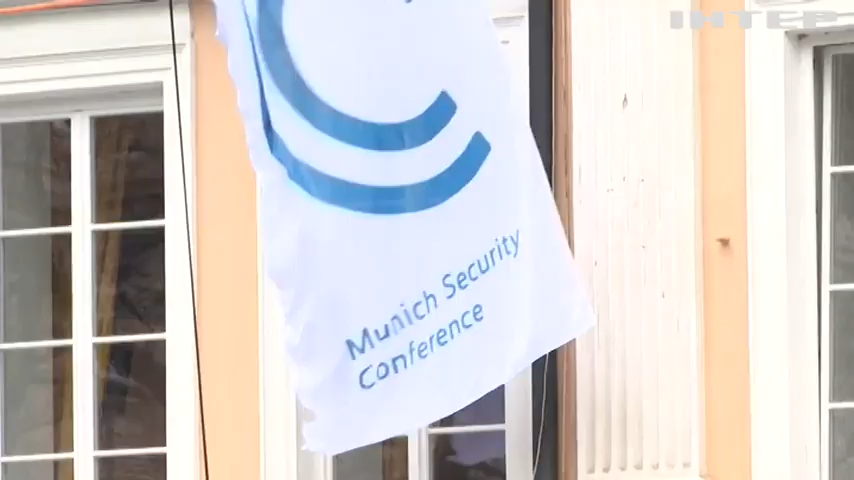 ІНТЕР
Munich Security
Conference